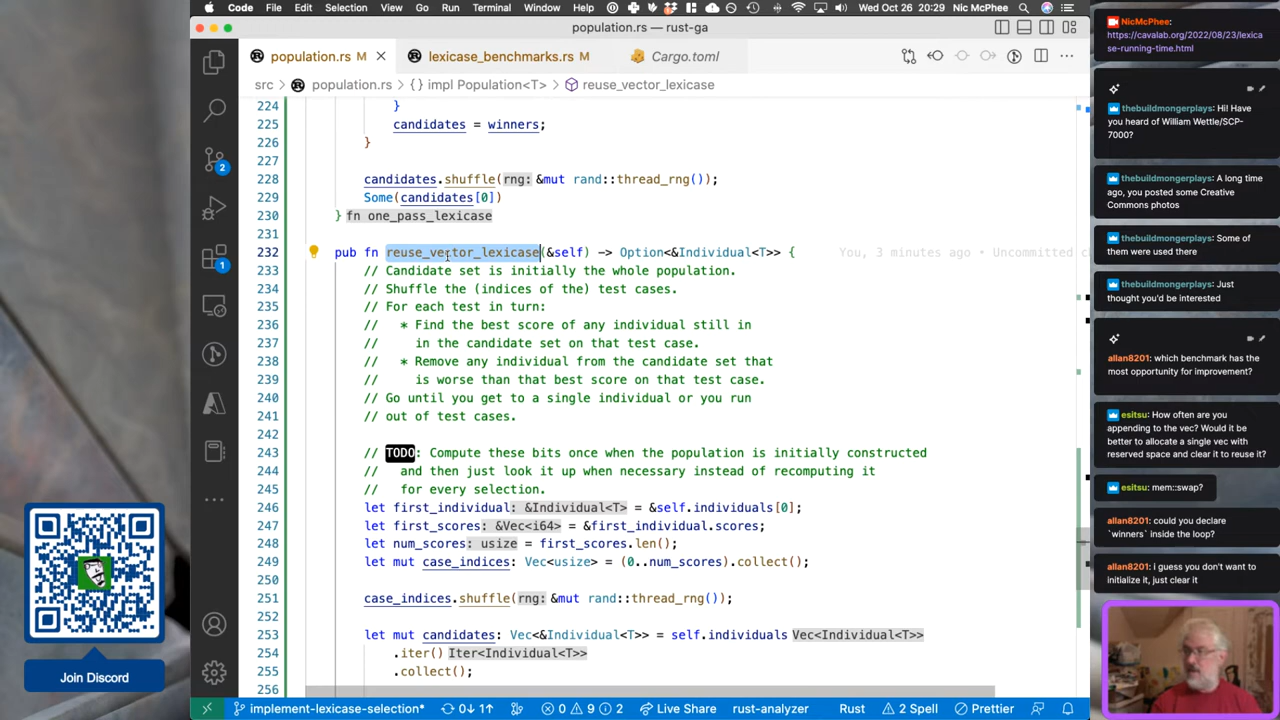 Code File Edit Selection View Go Run Terminal Window Help Wed Oct 26 20:29 Nic McPhee
population.rs — rust-ga
population.rs M
lexicase_benchmarks.rs M
Cargo.toml
src > population.rs > {} impl Population<T> > reuse_vector_lexicase
224 }
225 candidates = winners;
226 }
227
228 candidates.shuffle(rng: &mut rand::thread_rng());
229 Some(candidates[0])
230 } fn one_pass_lexicase
231
232 pub fn reuse_vector_lexicase(&self) -> Option<&Individual<T>> { You, 3 minutes ago • Uncommitted ch
233 // Candidate set is initially the whole population.
234 // Shuffle the (indices of the) test cases.
235 // For each test in turn:
236 // * Find the best score of any individual still in
237 // in the candidate set on that test case.
238 // * Remove any individual from the candidate set that
239 // is worse than that best score on that test case.
240 // Go until you get to a single individual or you run
241 // out of test cases.
242
243 // TODO: Compute these bits once when the population is initially constructed
244 // and then just look it up when necessary instead of recomputing it
245 // for every selection.
246 let first_individual: &Individual<T> = &self.individuals[0];
247 let first_scores: &Vec<i64> = &first_individual.scores;
248 let num_scores: usize = first_scores.len();
249 let mut case_indices: Vec<usize> = (0..num_scores).collect();
250
251 case_indices.shuffle(rng: &mut rand::thread_rng());
252
253 let mut candidates: Vec<&Individual<T>> = self.individuals Vec<Individual<T>>
254 .iter() Iter<Individual<T>>
255 .collect();
256
2
1
implement-lexicase-selection* 0↓ 1↑ 0 9 2 Live Share rust-analyzer Rust 2 Spell Prettier
Join Discord
NicMcPhee:
https://cavalab.org/2022/08/23/lexica
se-running-time.html
thebuildmongerplays: Hi! Have
you heard of William Wettle/SCP-
7000?
thebuildmongerplays: A long time
ago, you posted some Creative
Commons photos
thebuildmongerplays: Some of
them were used there
thebuildmongerplays: Just
thought you'd be interested
allan8201: which benchmark has the
most opportunity for improvement?
esitsu: How often are you
appending to the vec? Would it be
better to allocate a single vec with
reserved space and clear it to reuse it?
esitsu: mem::swap?
allan8201: could you declare
`winners` inside the loop?
allan8201: i guess you don't want to
initialize it, just clear it